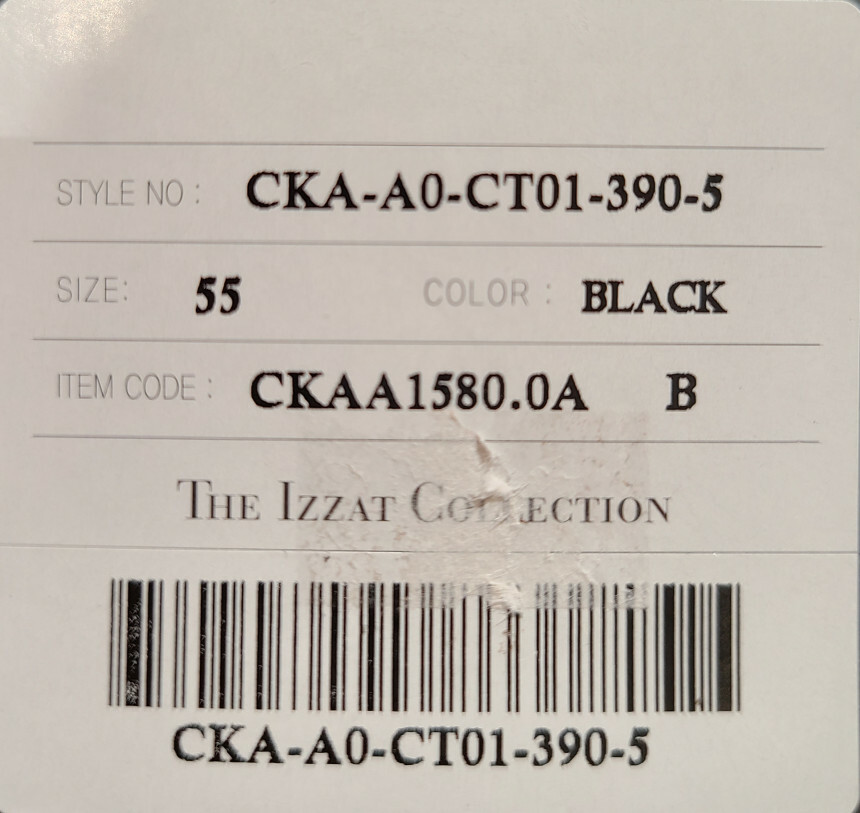 STYLE NO : CKA-A0-CT01-390-5
SIZE: 55 COLOR : BLACK
ITEM CODE : CKAA1580.0A B
THE IZZAT COLLECTION
CKA-A0-CT01-390-5